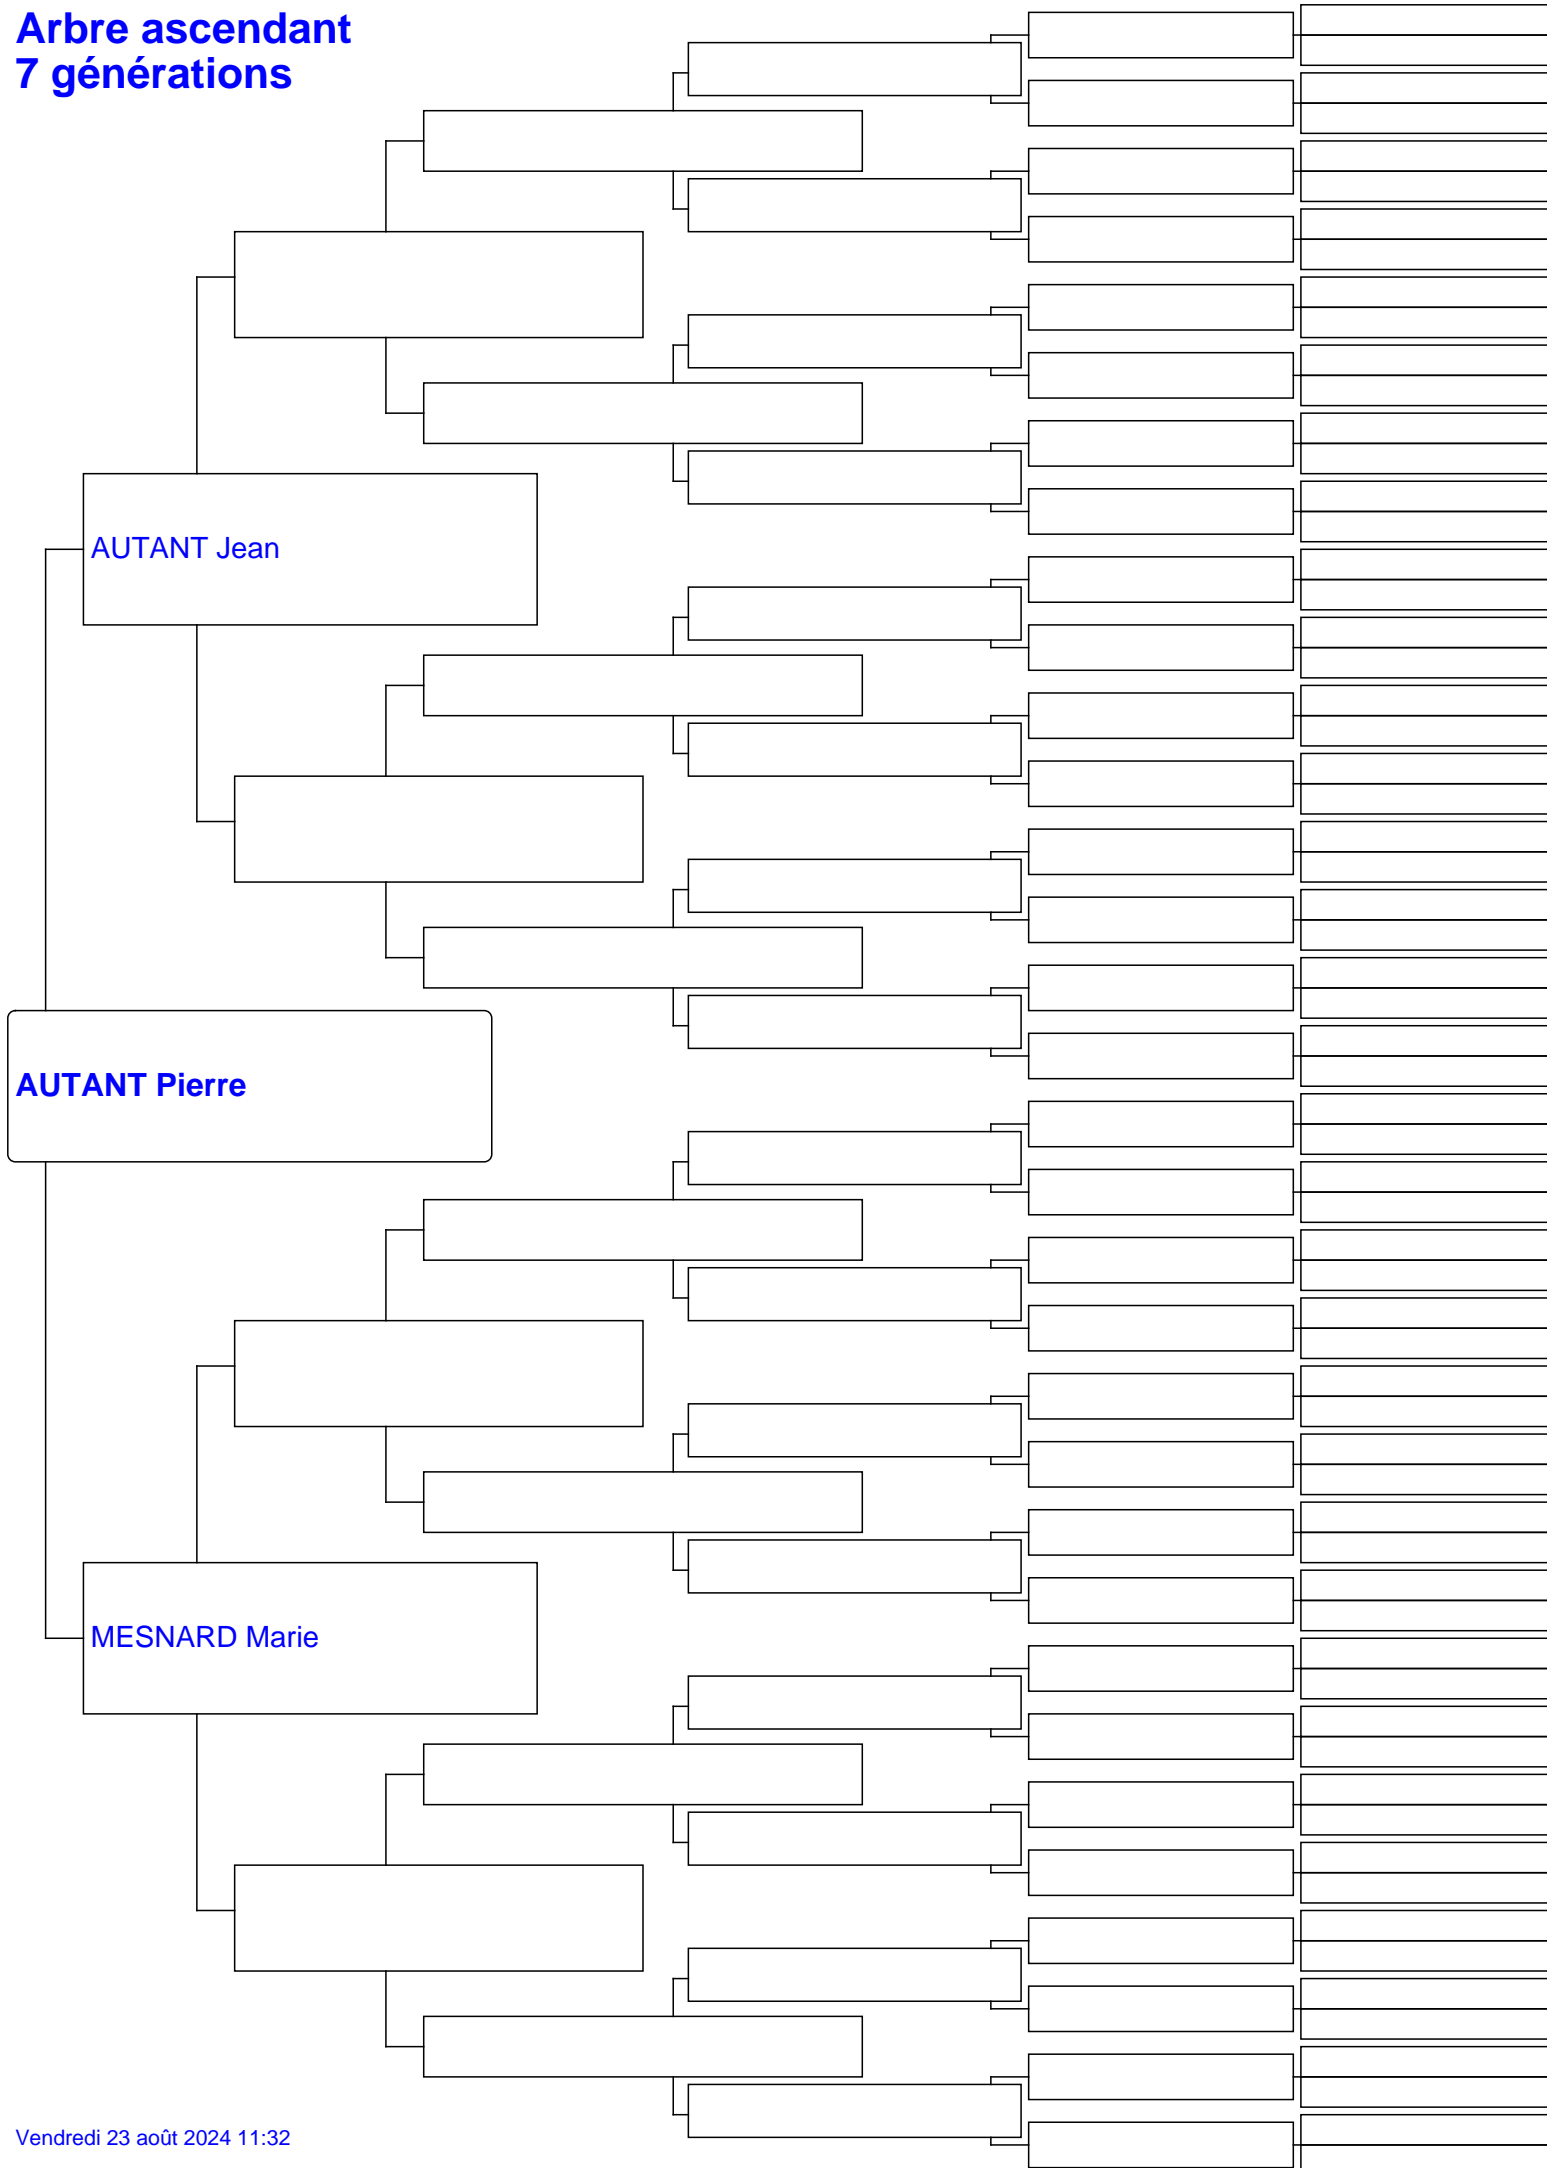 Arbre ascendant
7 générations
AUTANT Jean
AUTANT Pierre
MESNARD Marie
Vendredi 23 août 2024 11:32